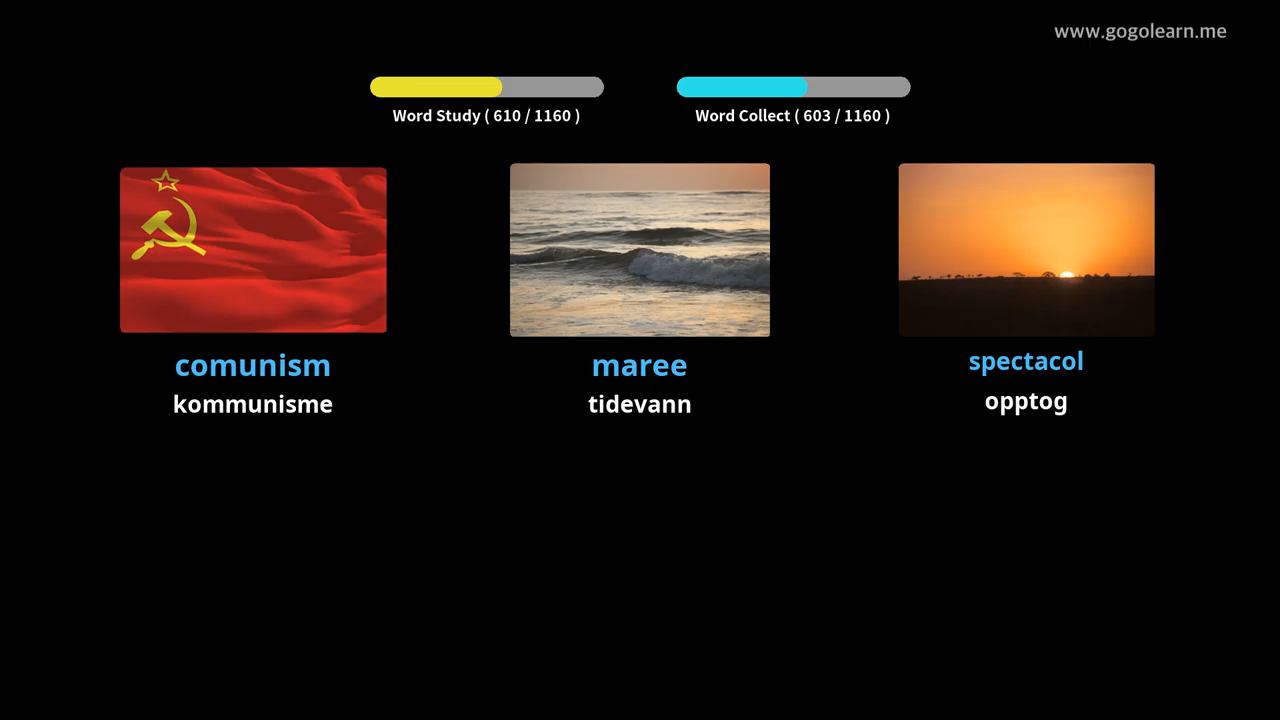 www.gogolearn.me
Word Study ( 610 / 1160 )
Word Collect ( 603 / 1160 )
comunism
kommunisme
maree
tidevann
spectacol
opptog